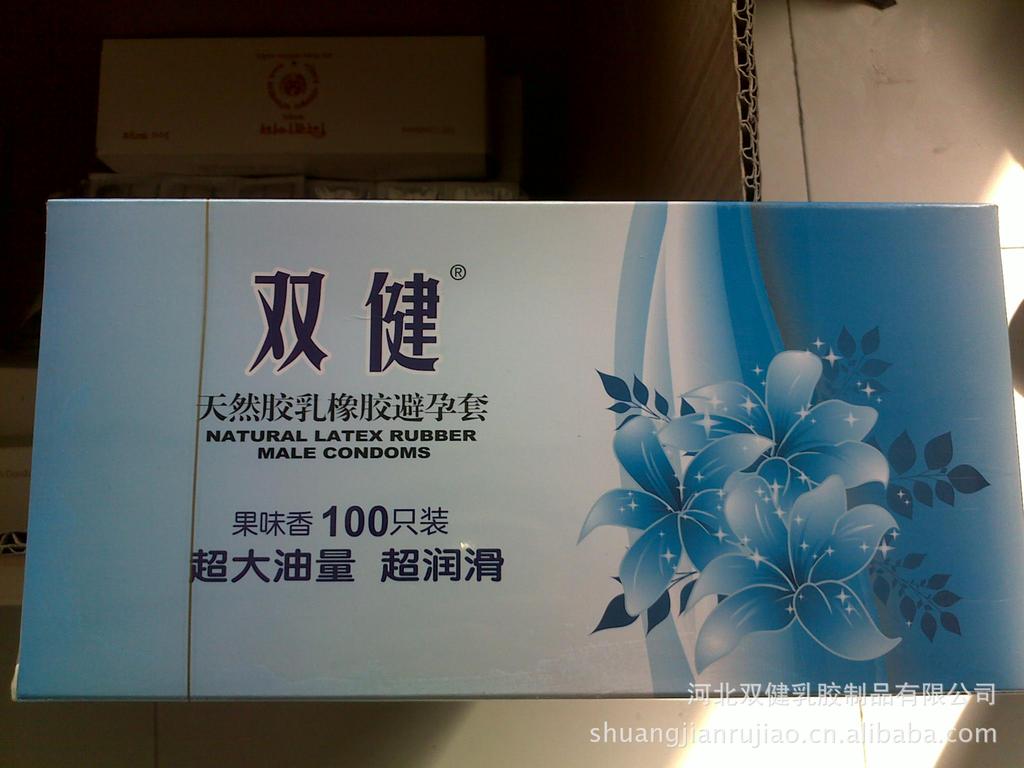 双健®
天然胶乳橡胶避孕套
NATURAL LATEX RUBBER
MALE CONDOMS
果味香 100只装
超大油量 超润滑
河北双健乳胶制品有限公司
shuangjianrujiao.cn.alibaba.com